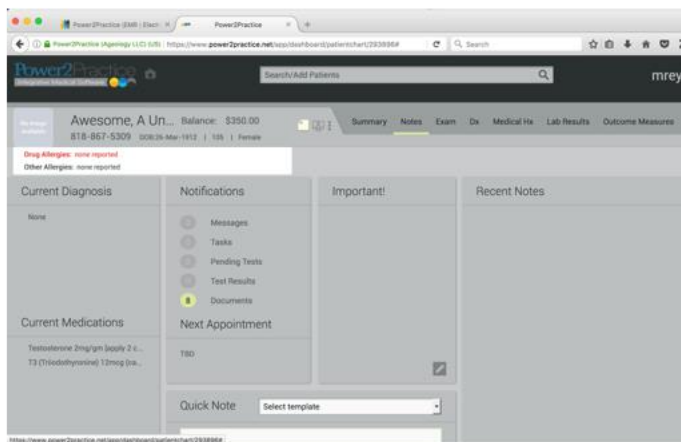 Power2Practice (EMR | Electr
Power2Practice
Power2Practice (Ageology LLC) (US)
https://www.power2practice.net/app/dashboard/patientchart/293896#
Search
Power2Practice
Integrative Medical Software
Search/Add Patients
mrey
Awesome, A Un... Balance: $350.00
818-867-5309 DOB:26-Mar-1912 | 105 | Female
Summary Notes Exam Dx Medical Hx Lab Results Outcome Measures
Drug Allergies: none reported
Other Allergies: none reported
Current Diagnosis
None
Current Medications
Testosterone 2mg/gm [apply 2 c...
T3 (Triiodothyronine) 12mcg [ca...
Notifications
Messages
Tasks
Pending Tests
Test Results
8 Documents
Next Appointment
TBD
Important!
Recent Notes
Quick Note
Select template
https://www.power2practice.net/app/dashboard/patientchart/293896#